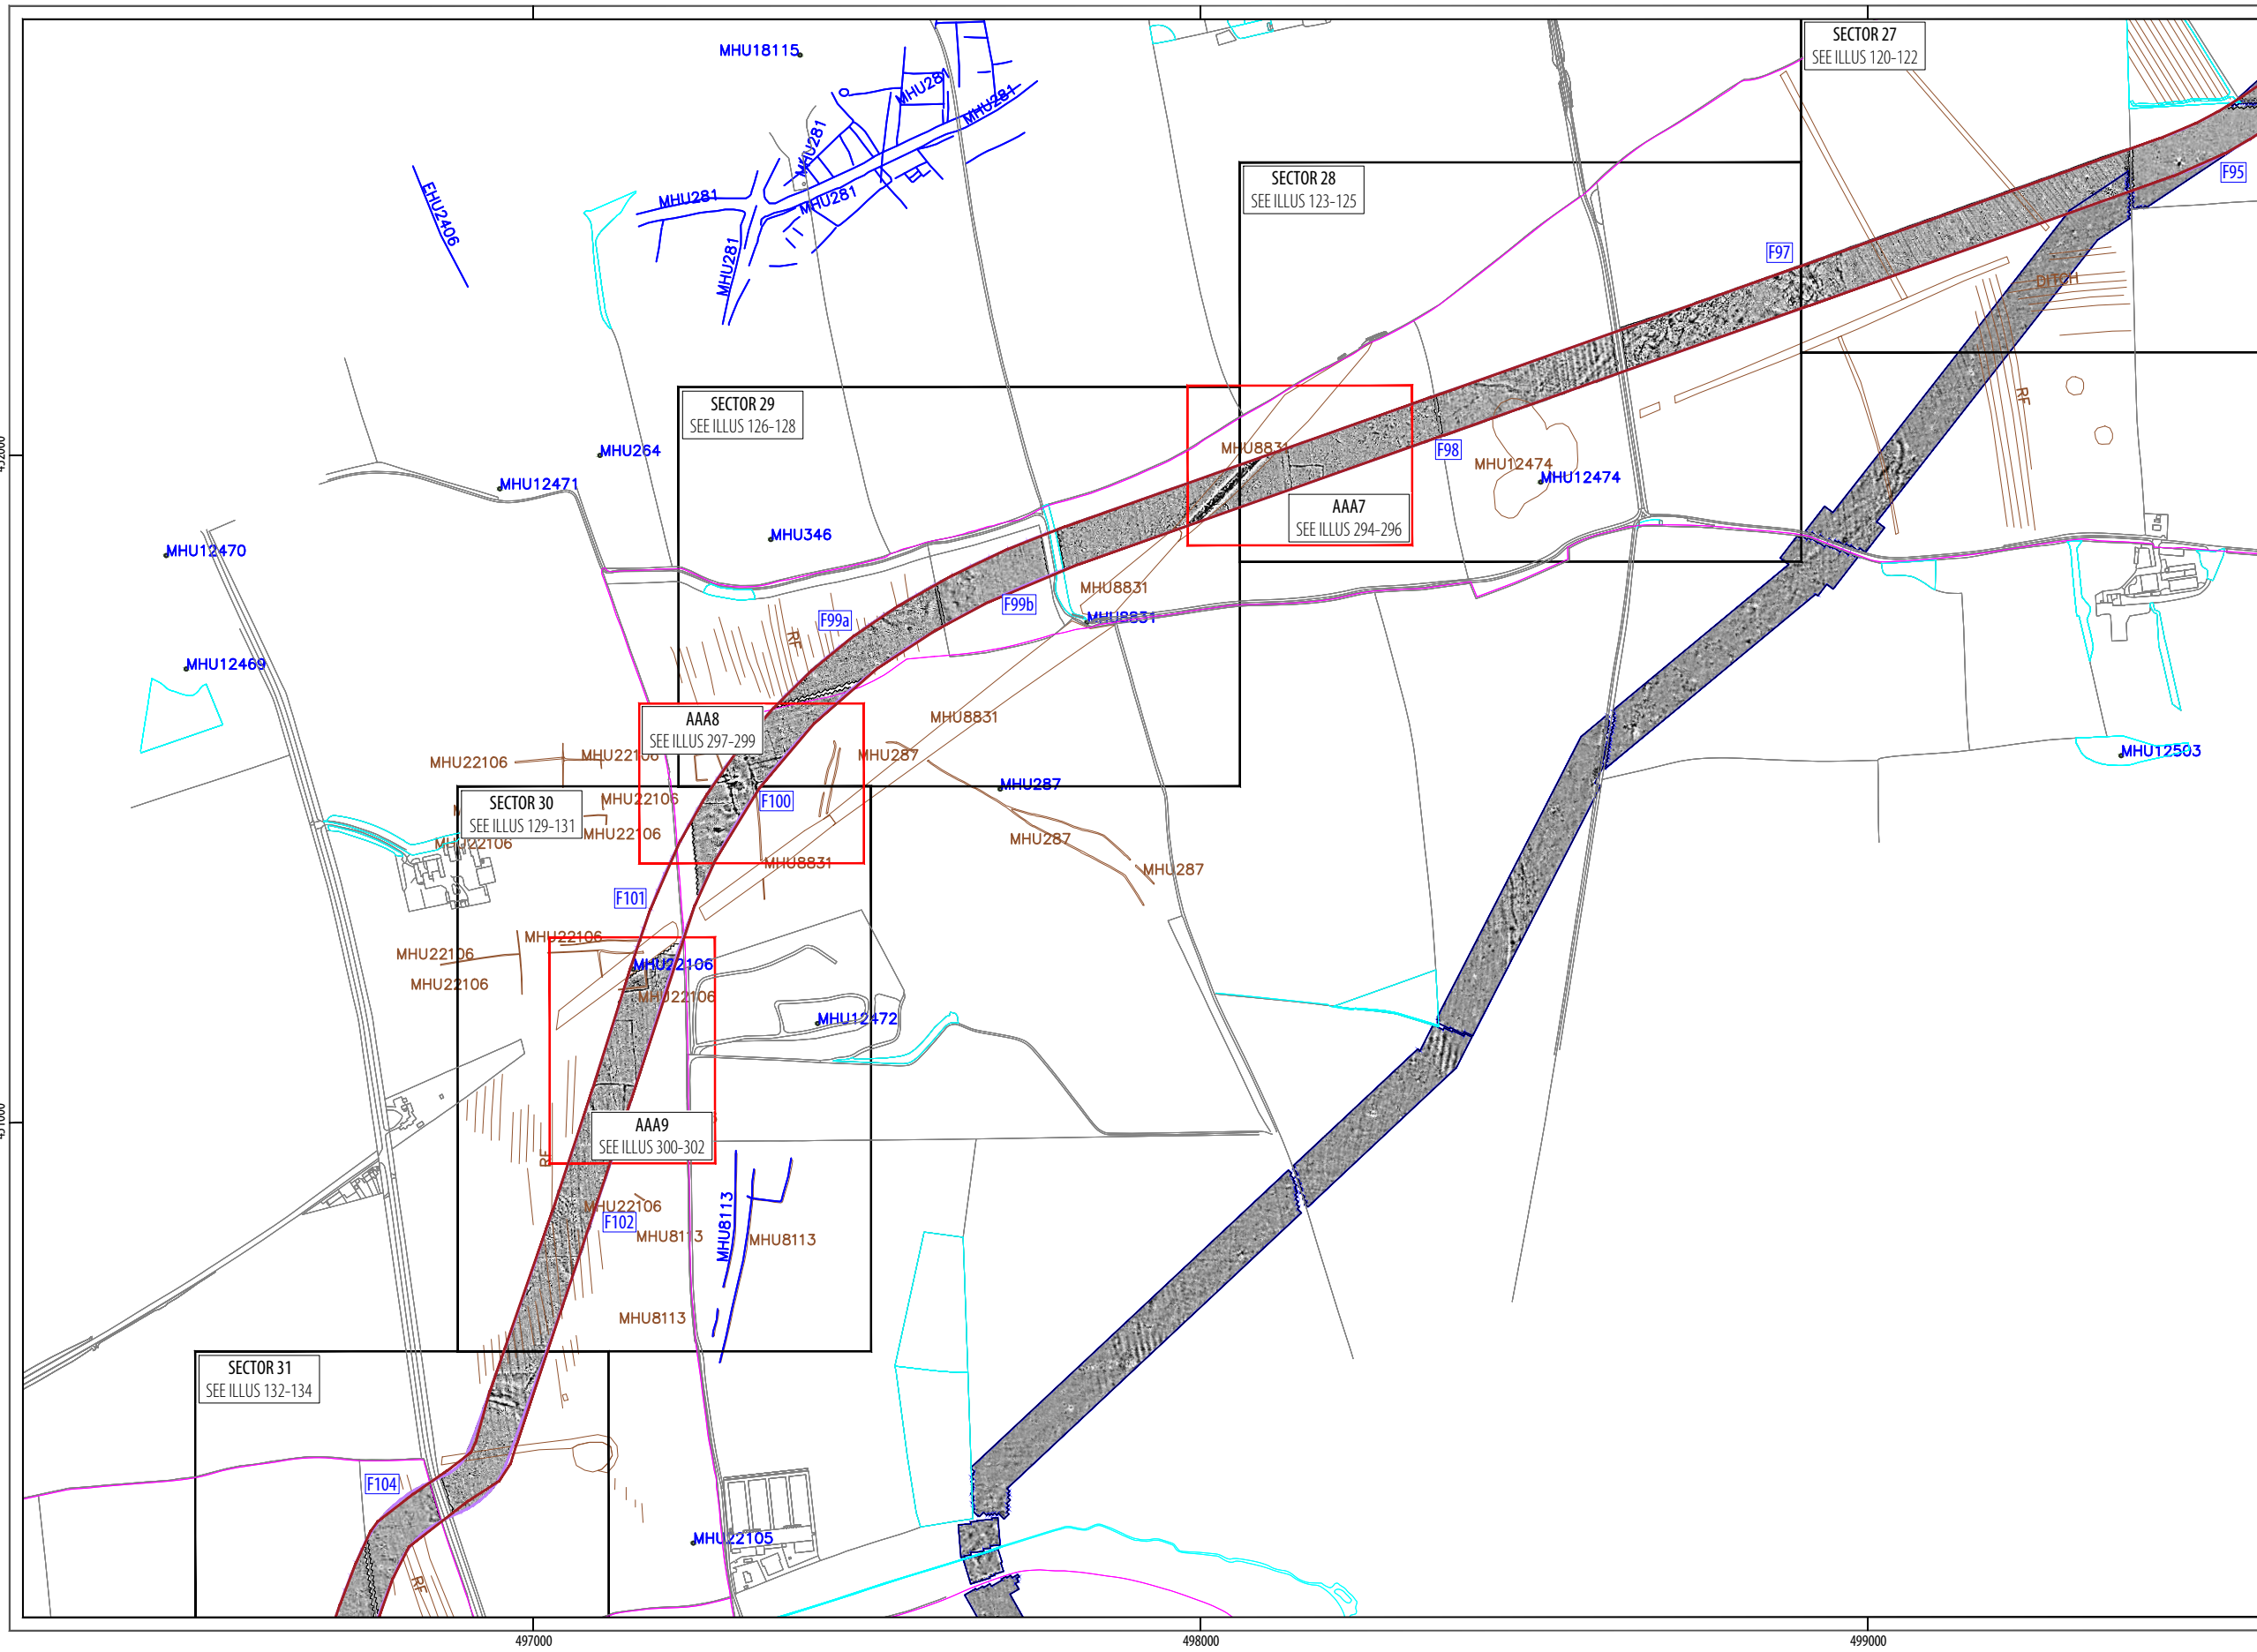 SECTOR 27
SEE ILLUS 120-122
MHU18115
MHU281
MHU281
MHU281
MHU281
MHU281
MHU281
EHU2406
SECTOR 28
SEE ILLUS 123-125
F95
F97
DITCH
RF
SECTOR 29
SEE ILLUS 126-128
MHU264
MHU12471
MHU8831
F98
MHU12474
MHU12474
AAA7
SEE ILLUS 294-296
MHU346
MHU12470
MHU8831
F99b
F99a
MHU8831
RF
MHU12469
AAA8
SEE ILLUS 297-299
MHU8831
MHU22106
MHU22106
MHU287
MHU12503
MHU287
F100
SECTOR 30
SEE ILLUS 129-131
MHU22106
MHU22106
MHU22106
MHU287
MHU8831
MHU287
F101
MHU22106
MHU22106
MHU22106
MHU22106
MHU22106
MHU12472
AAA9
SEE ILLUS 300-302
RF
MHU22106
F102
MHU8113
MHU8113
MHU8113
MHU8113
SECTOR 31
SEE ILLUS 132-134
F104
MHU22105
RF
497000
498000
499000